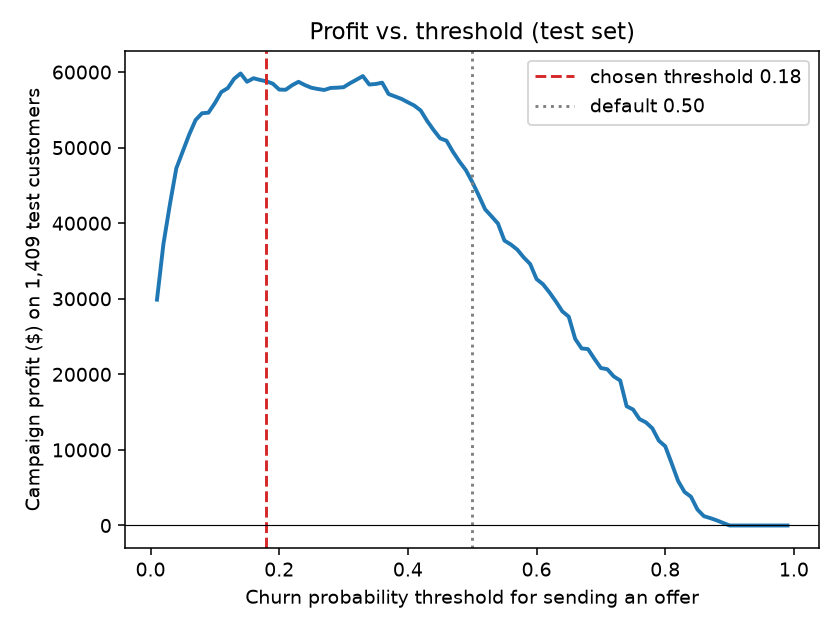 Profit vs. threshold (test set)
chosen threshold 0.18
default 0.50
Campaign profit ($) on 1,409 test customers
60000
50000
40000
30000
20000
10000
0
0.0 0.2 0.4 0.6 0.8 1.0
Churn probability threshold for sending an offer